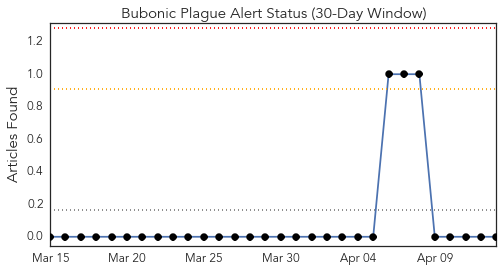 Bubonic Plague Alert Status (30-Day Window)
Articles Found
1.2
1.0
0.8
0.6
0.4
0.2
0.0
Mar 15
Mar 20
Mar 25
Mar 30
Apr 04
Apr 09